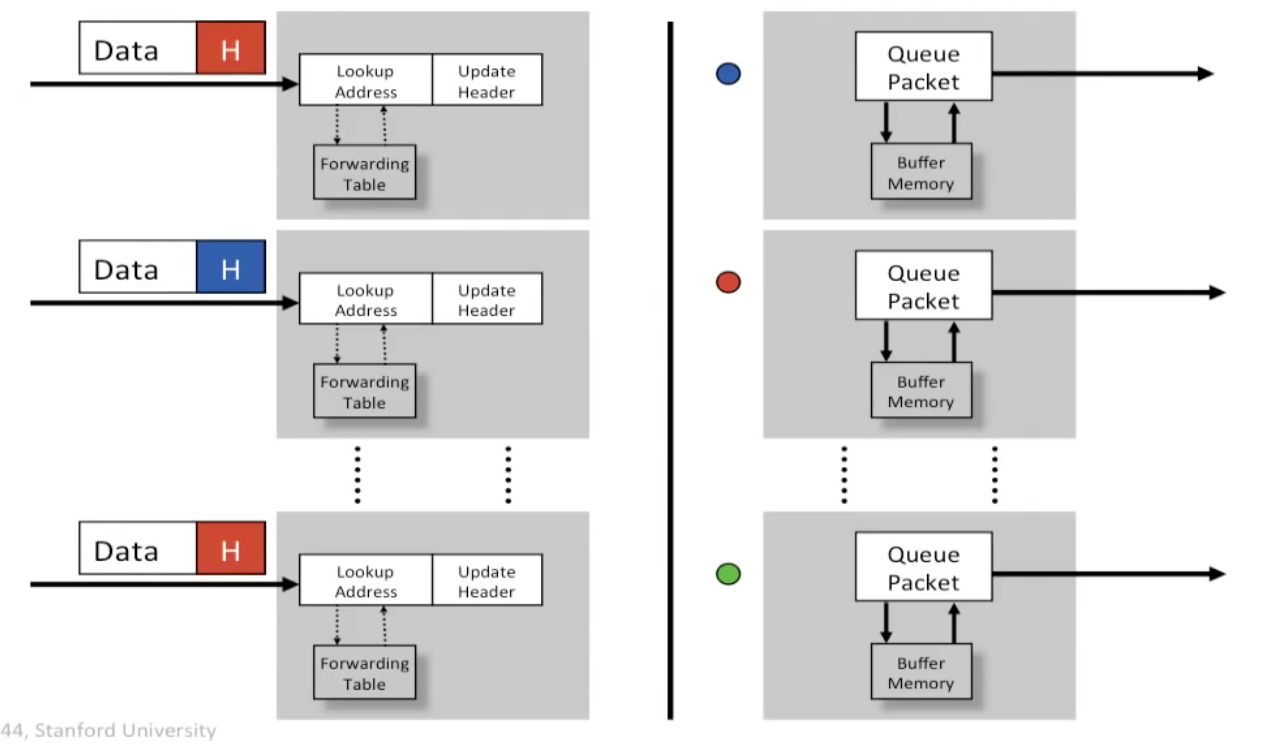 Data H
Lookup
Address
Update
Header
Forwarding
Table
Queue
Packet
Buffer
Memory
Data H
Lookup
Address
Update
Header
Forwarding
Table
Queue
Packet
Buffer
Memory
Data H
Lookup
Address
Update
Header
Forwarding
Table
Queue
Packet
Buffer
Memory
44, Stanford University